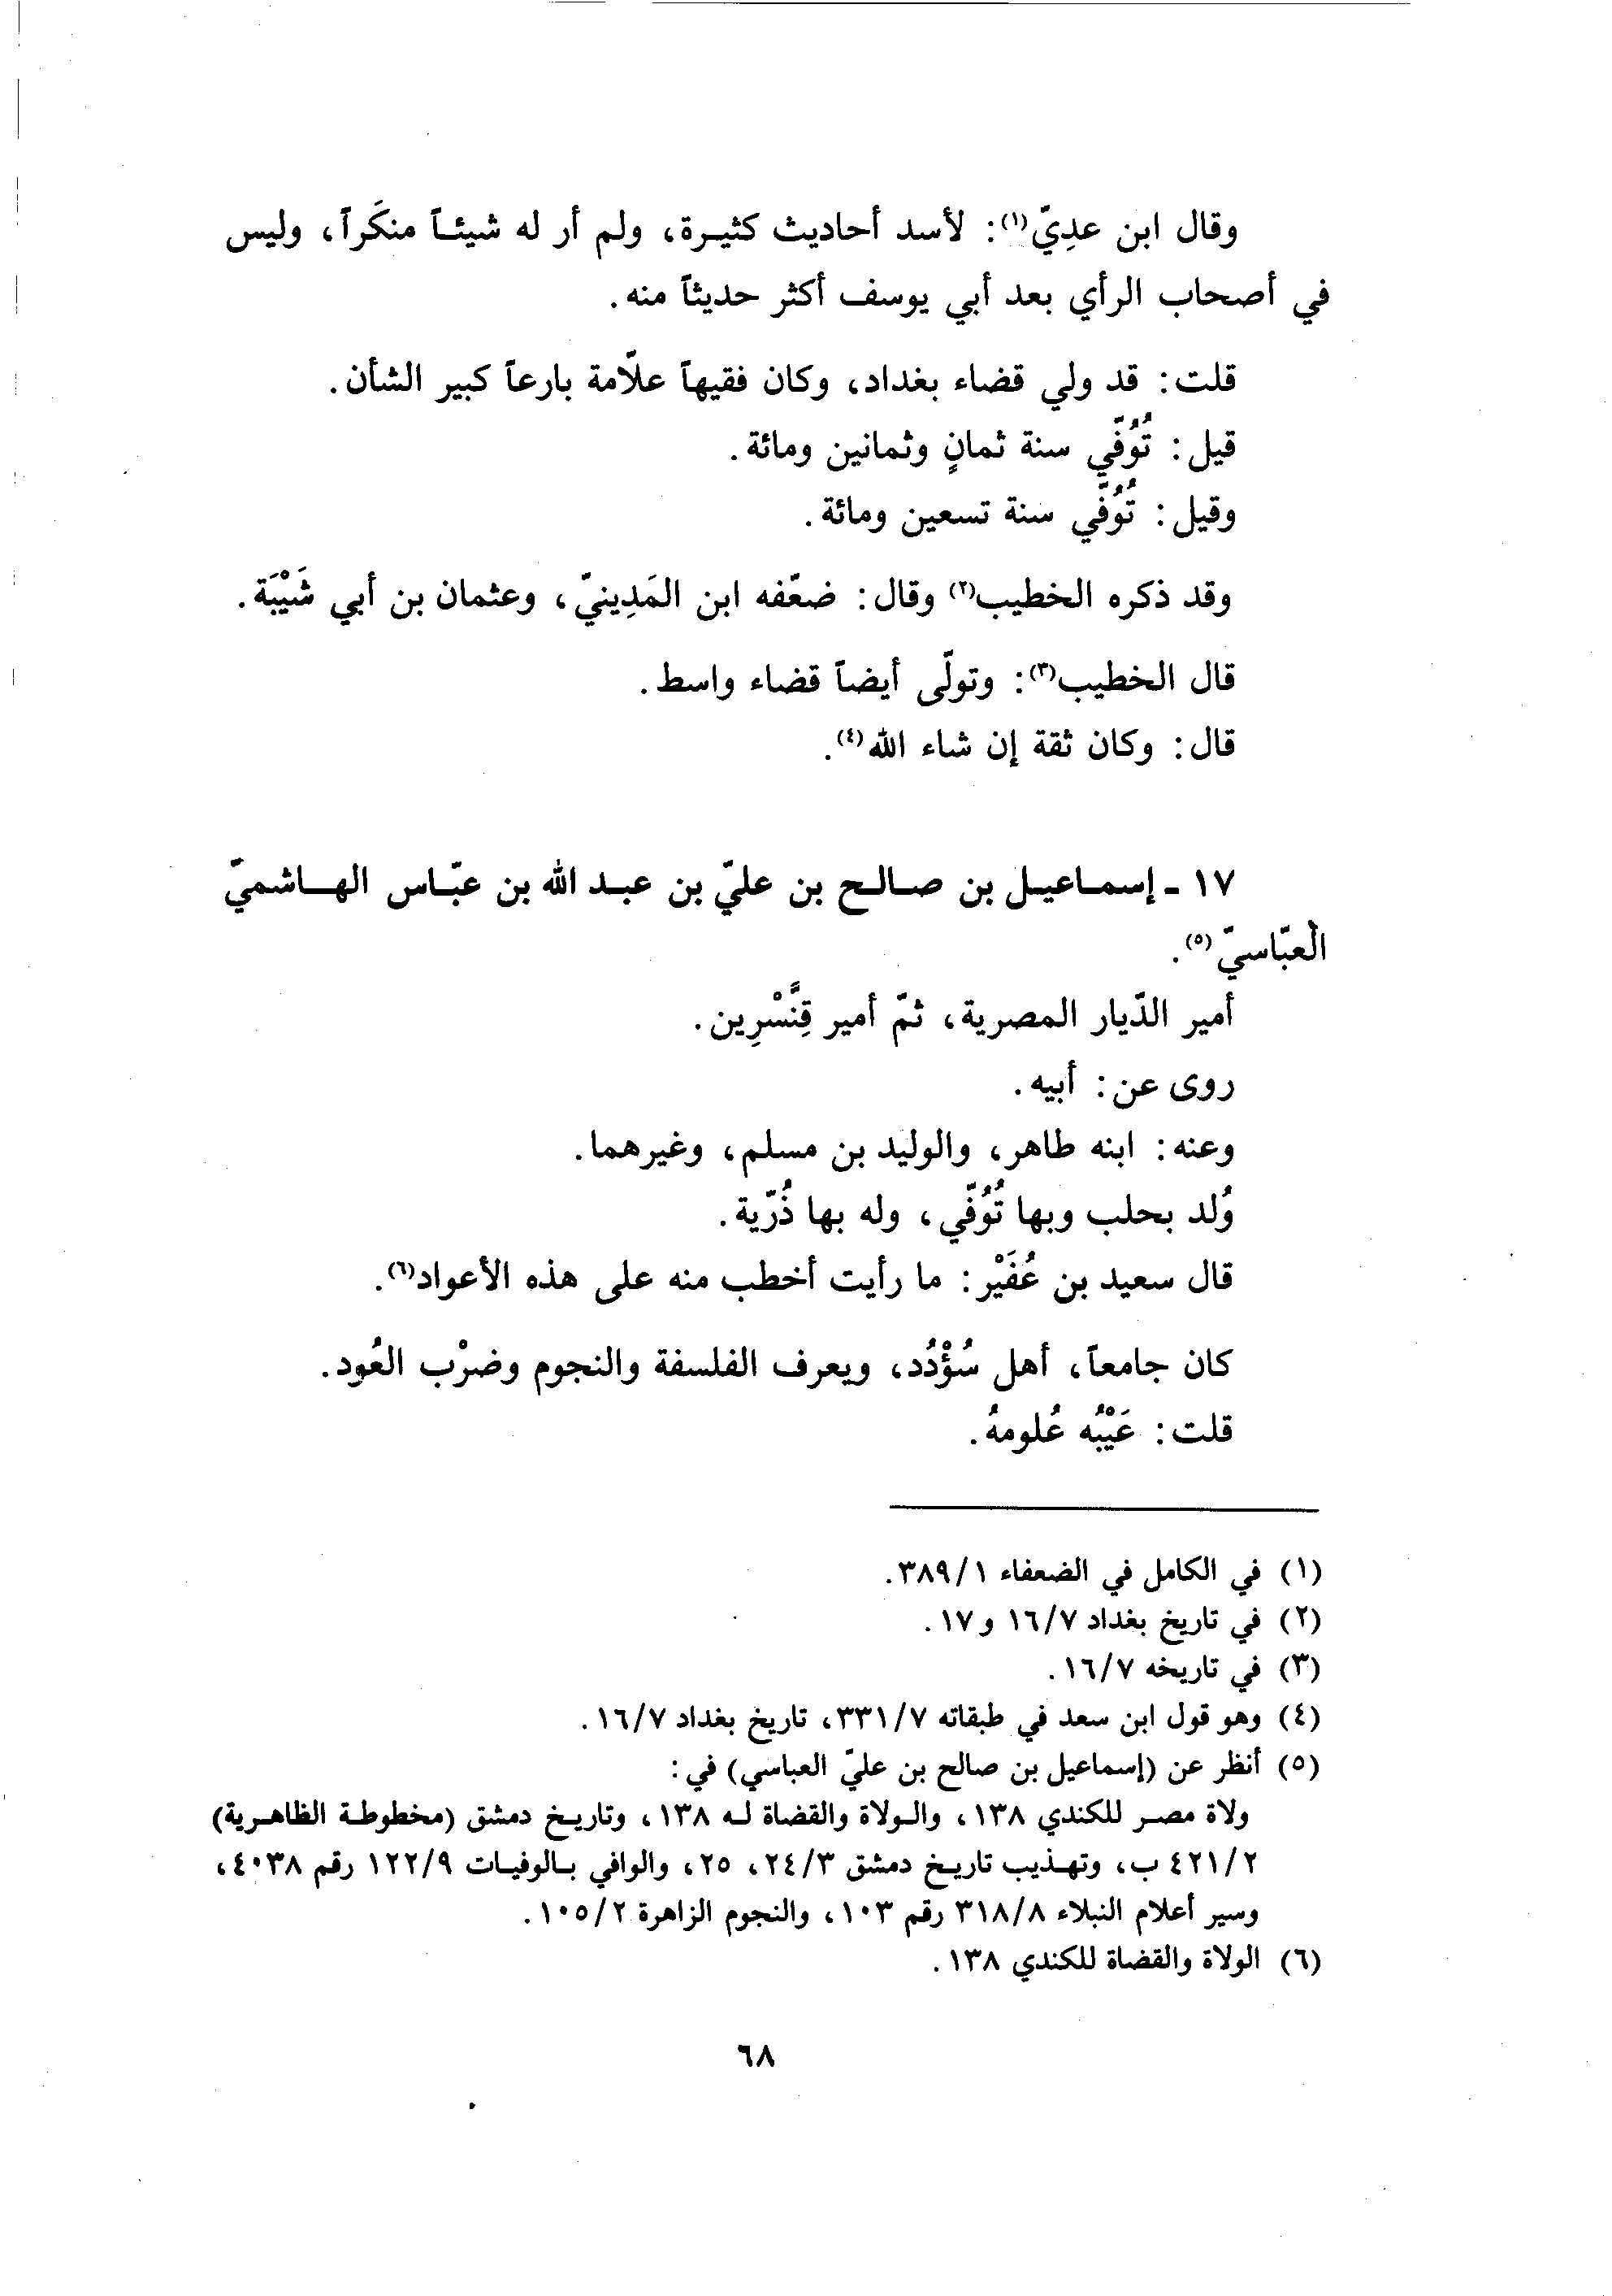 وقال ابن عدِيّ(١): لأسد أحاديث كثيرة، ولم أر له شيئاً منكَراً، وليس
في أصحاب الرأي بعد أبي يوسف أكثر حديثاً منه.
قلت: قد ولي قضاء بغداد، وكان فقيهاً علاّمة بارعاً كبير الشأن.
قيل: تُوُفّي سنة ثمانٍ وثمانين ومائة.
وقيل: تُوُفّي سنة تسعين ومائة.
وقد ذكره الخطيب(٢) وقال: ضعّفه ابن المَدِينيّ، وعثمان بن أبي شَيْبَة.
قال الخطيب(٣): وتولّى أيضاً قضاء واسط.
قال: وكان ثقة إن شاء الله(٤).
١٧ ـ إسماعيل بن صالح بن عليّ بن عبد الله بن عبّاس الهاشميّ
العبّاسيّ(٥).
أمير الدّيار المصرية، ثمّ أمير قِنَّسْرِين.
روى عن: أبيه.
وعنه: ابنه طاهر، والوليد بن مسلم، وغيرهما.
وُلد بحلب وبها تُوُفّي، وله بها ذُرّية.
قال سعيد بن عُفَيْر: ما رأيت أخطب منه على هذه الأعواد(٦).
كان جامعاً، أهل سُؤْدُد، ويعرف الفلسفة والنجوم وضرْب العُود.
قلت: عَيْبُه عُلومهُ.
(١) في الكامل في الضعفاء ٣٨٩/١.
(٢) في تاريخ بغداد ١٦/٧ و١٧.
(٣) في تاريخه ١٦/٧.
(٤) وهو قول ابن سعد في طبقاته ٣٣١/٧، تاريخ بغداد ١٦/٧.
(٥) أنظر عن (إسماعيل بن صالح بن عليّ العباسي) في:
ولاة مصر للكندي ١٣٨، والولاة والقضاة له ١٣٨، وتاريخ دمشق (مخطوطة الظاهرية)
٤٢١/٢ ب، وتهذيب تاريخ دمشق ٢٤/٣، ٢٥، والوافي بالوفيات ١٢٢/٩ رقم ٤٠٣٨،
وسير أعلام النبلاء ٣١٨/٨ رقم ١٠٣، والنجوم الزاهرة ١٠٥/٢.
(٦) الولاة والقضاة للكندي ١٣٨.
٦٨